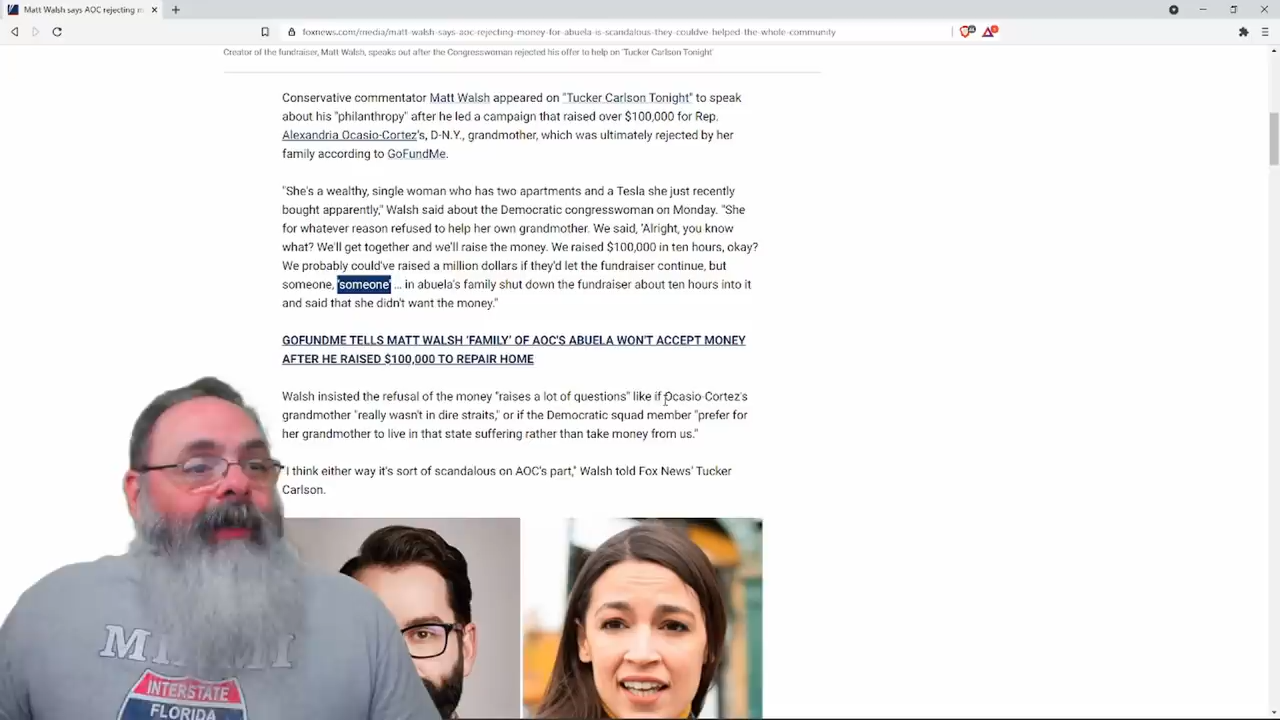 Matt Walsh says AOC rejecting m
foxnews.com/media/matt-walsh-says-aoc-rejecting-money-for-abuela-is-scandalous-they-couldve-helped-the-whole-community
Creator of the fundraiser, Matt Walsh, speaks out after the Congresswoman rejected his offer to help on 'Tucker Carlson Tonight'
Conservative commentator Matt Walsh appeared on "Tucker Carlson Tonight" to speak
about his "philanthropy" after he led a campaign that raised over $100,000 for Rep.
Alexandria Ocasio-Cortez's, D-N.Y., grandmother, which was ultimately rejected by her
family according to GoFundMe.
"She's a wealthy, single woman who has two apartments and a Tesla she just recently
bought apparently," Walsh said about the Democratic congresswoman on Monday. "She
for whatever reason refused to help her own grandmother. We said, 'Alright, you know
what? We'll get together and we'll raise the money. We raised $100,000 in ten hours, okay?
We probably could've raised a million dollars if they'd let the fundraiser continue, but
someone, 'someone' ... in abuela's family shut down the fundraiser about ten hours into it
and said that she didn't want the money."
GOFUNDME TELLS MATT WALSH 'FAMILY' OF AOC'S ABUELA WON'T ACCEPT MONEY
AFTER HE RAISED $100,000 TO REPAIR HOME
Walsh insisted the refusal of the money "raises a lot of questions" like if Ocasio-Cortez's
grandmother "really wasn't in dire straits," or if the Democratic squad member "prefer for
her grandmother to live in that state suffering rather than take money from us."
"I think either way it's sort of scandalous on AOC's part," Walsh told Fox News' Tucker
Carlson.
MIAMI
INTERSTATE
FLORIDA